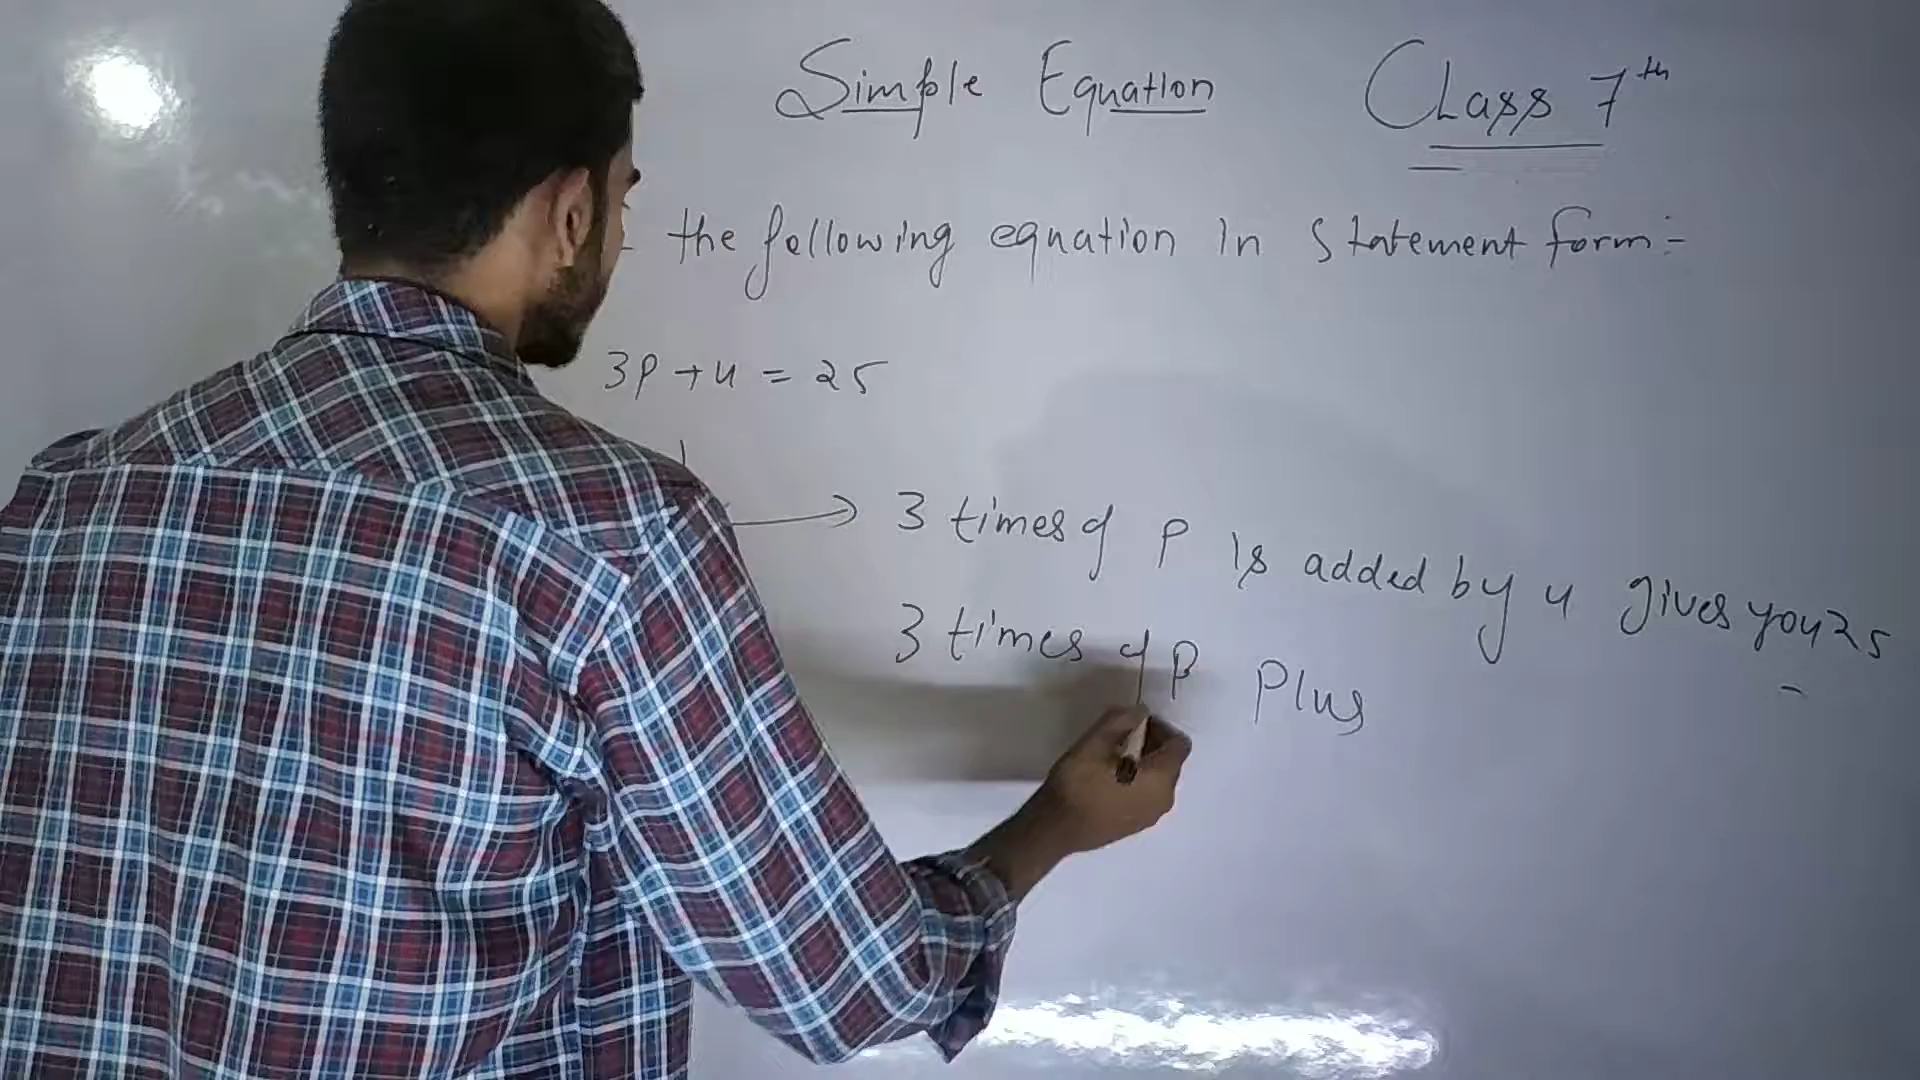 Simple Equation Class 7th
the following equation in statement form:-
3p + 4 = 25
→ 3 times of P is added by 4 gives you 25
3 times of P Plus